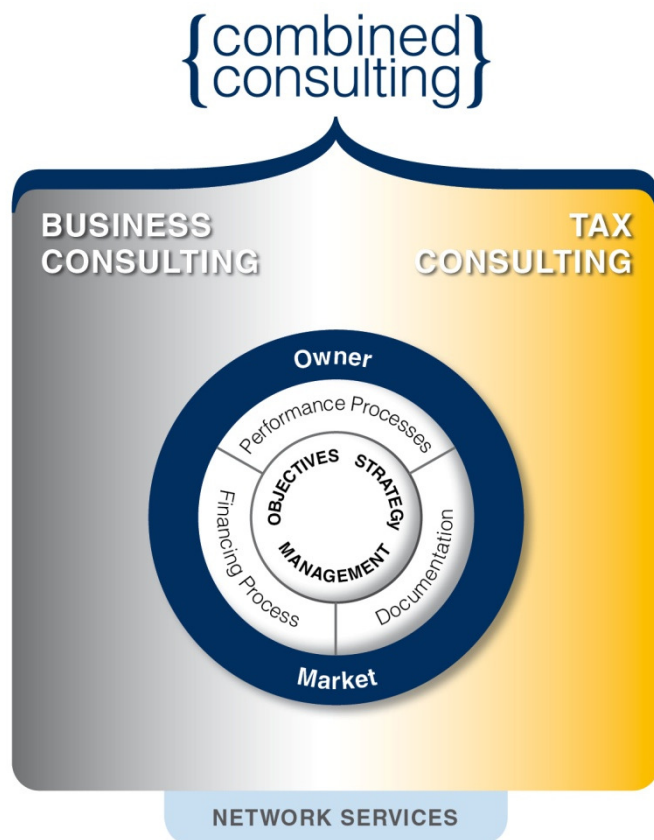 {combined
consulting}
BUSINESS
CONSULTING
TAX
CONSULTING
Owner
Performance Processes
Financing Process
Documentation
OBJECTIVES STRATEGY
MANAGEMENT
Market
NETWORK SERVICES